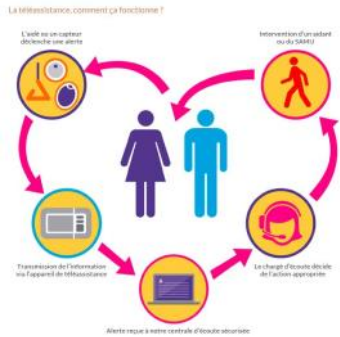 La téléassistance, comment ça fonctionne ?
L'aidé ou un capteur
déclenche une alerte
Intervention d'un aidant
ou du SAMU
Transmission de l'information
via l'appareil de téléassistance
Le chargé d'écoute décide
de l'action appropriée
Alerte reçue à notre centrale d'écoute sécurisée